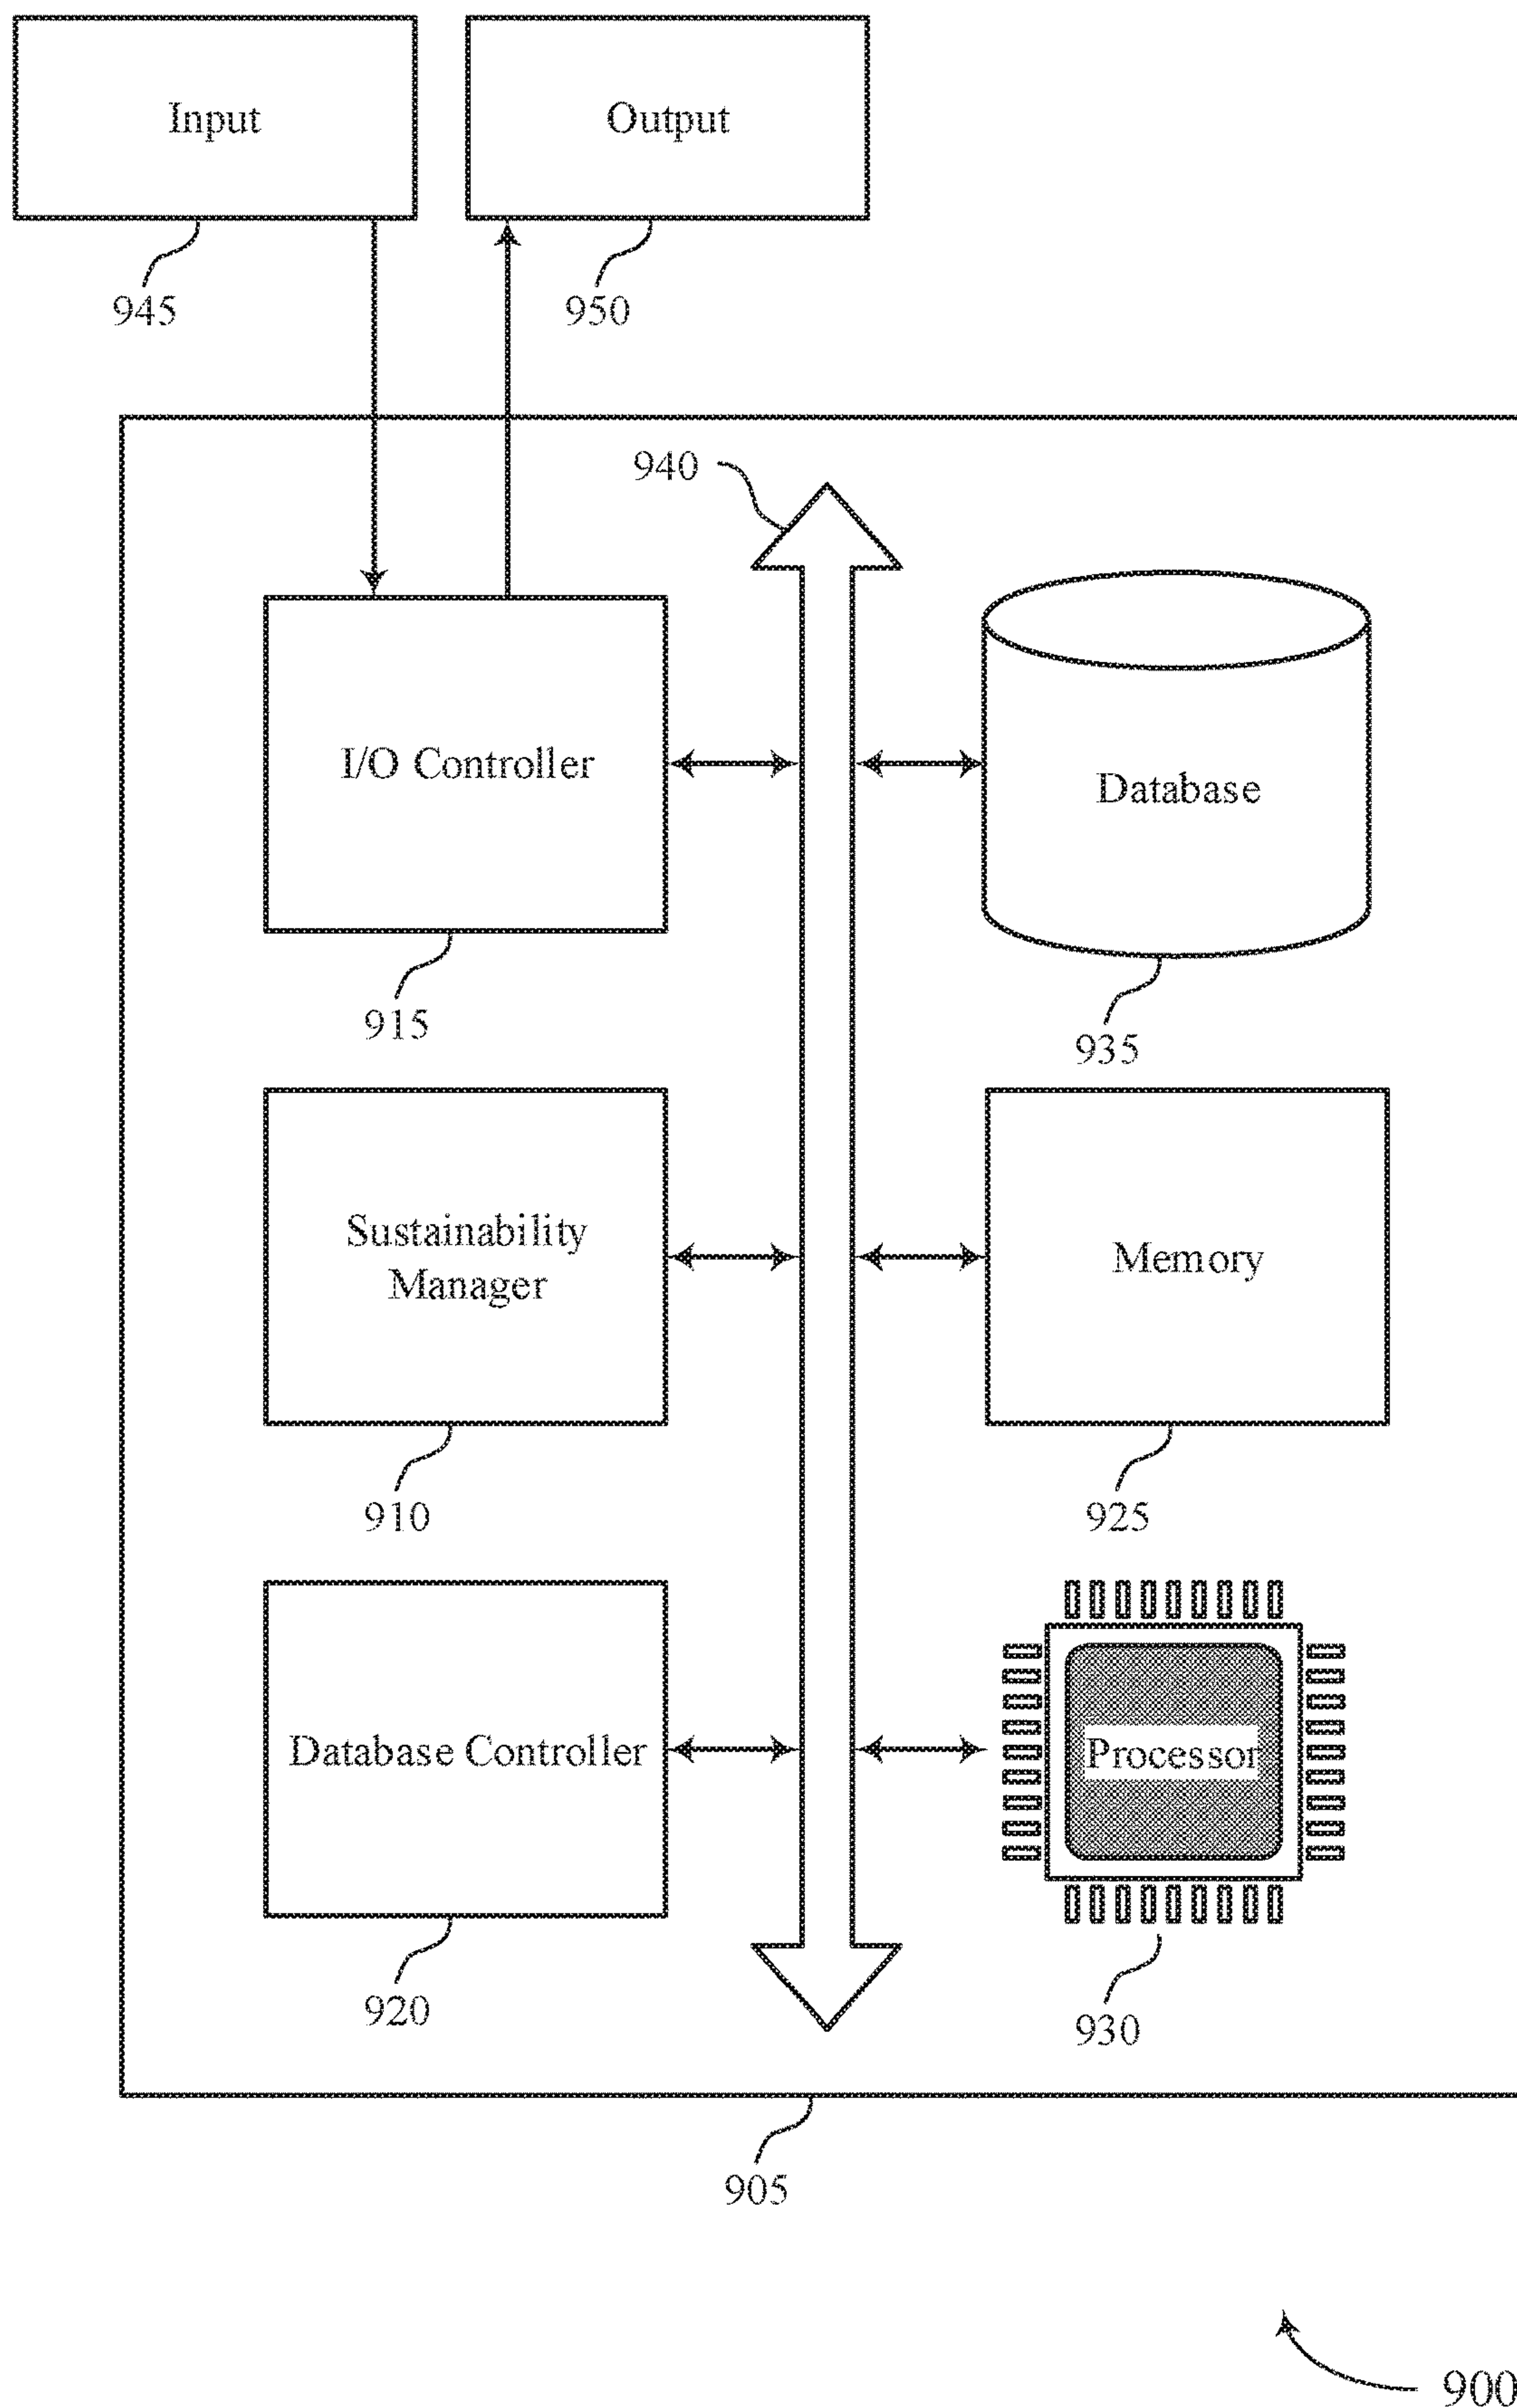 Input
Output
945
950
940
I/O Controller
Database
915
935
Sustainability
Manager
Memory
910
925
Database Controller
Processor
920
930
905
900